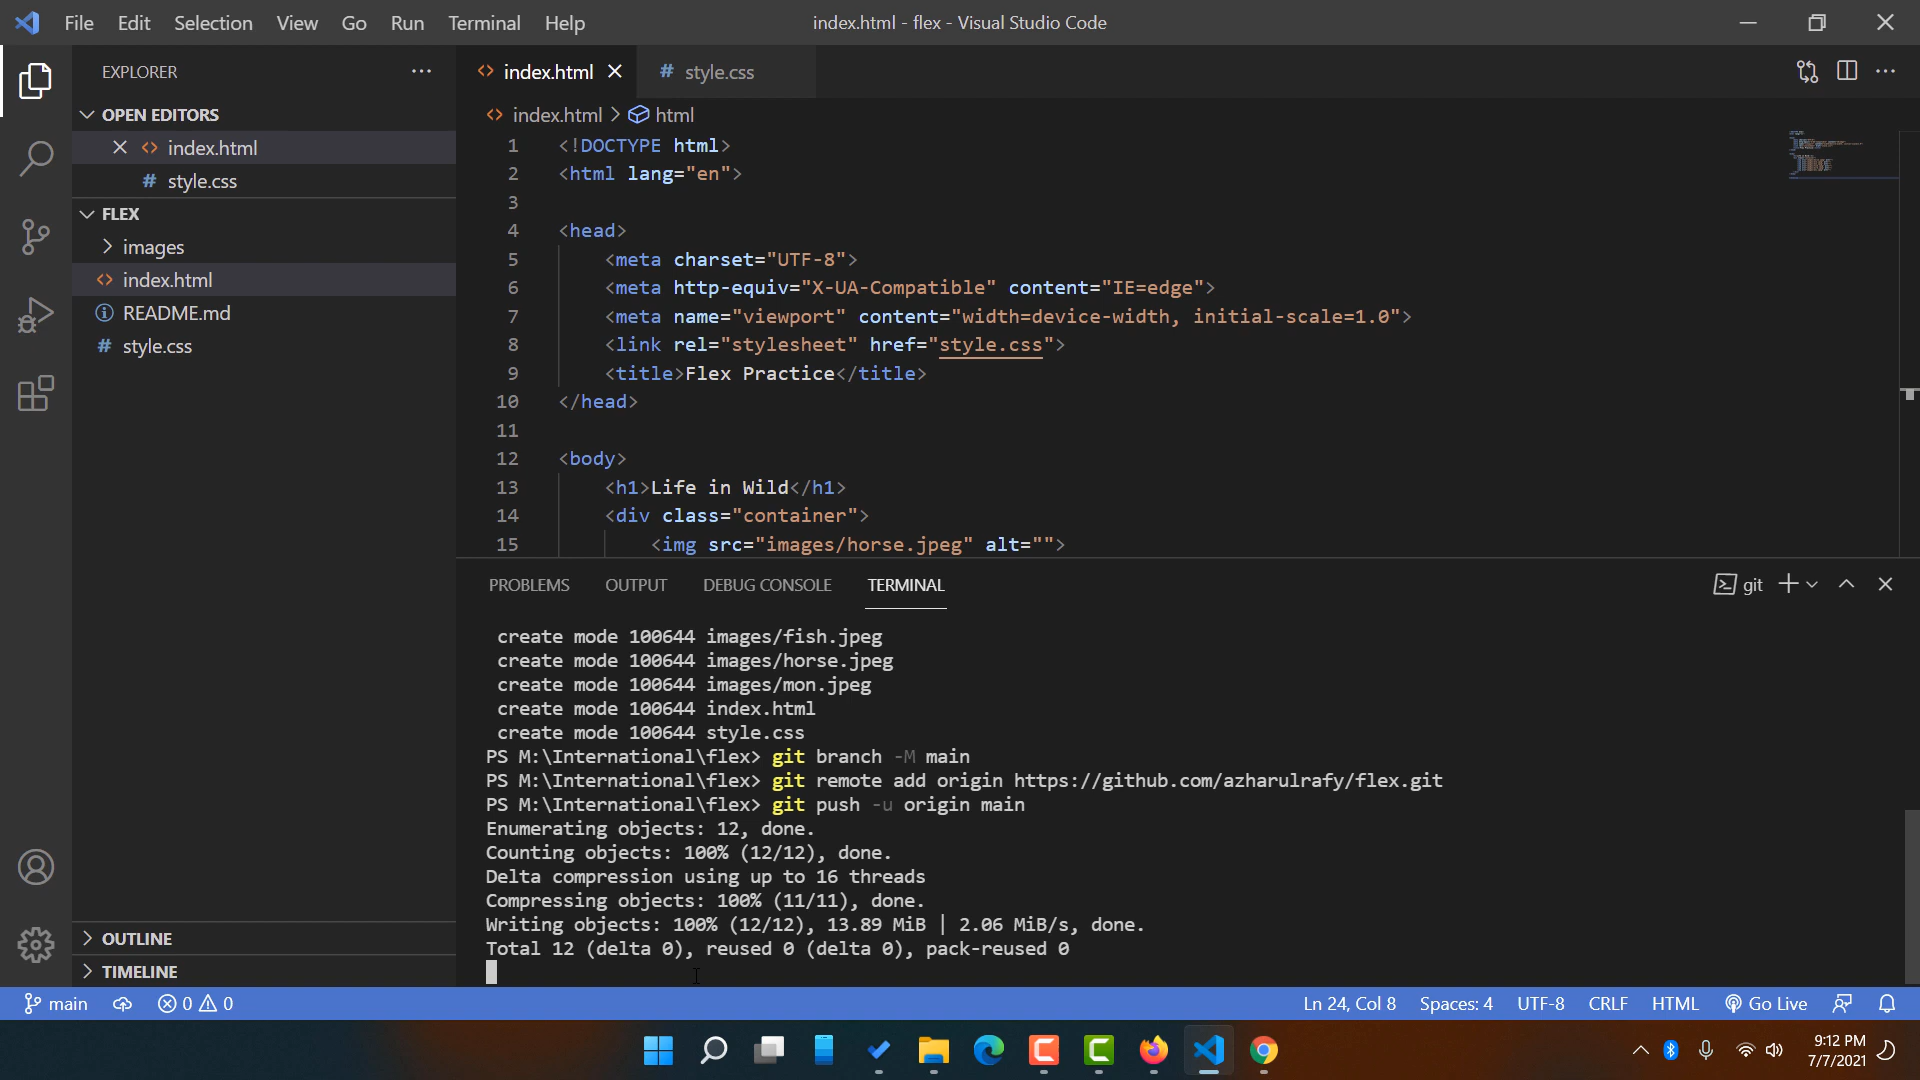 File Edit Selection View Go Run Terminal Help
index.html - flex - Visual Studio Code
EXPLORER
OPEN EDITORS
index.html
style.css
FLEX
images
index.html
README.md
style.css
OUTLINE
TIMELINE
index.html
# style.css
index.html > html
1 <!DOCTYPE html>
2 <html lang="en">
3
4 <head>
5 <meta charset="UTF-8">
6 <meta http-equiv="X-UA-Compatible" content="IE=edge">
7 <meta name="viewport" content="width=device-width, initial-scale=1.0">
8 <link rel="stylesheet" href="style.css">
9 <title>Flex Practice</title>
10 </head>
11
12 <body>
13 <h1>Life in Wild</h1>
14 <div class="container">
15 <img src="images/horse.jpeg" alt="">
PROBLEMS OUTPUT DEBUG CONSOLE TERMINAL
git
create mode 100644 images/fish.jpeg
create mode 100644 images/horse.jpeg
create mode 100644 images/mon.jpeg
create mode 100644 index.html
create mode 100644 style.css
PS M:\International\flex> git branch -M main
PS M:\International\flex> git remote add origin https://github.com/azharulrafy/flex.git
PS M:\International\flex> git push -u origin main
Enumerating objects: 12, done.
Counting objects: 100% (12/12), done.
Delta compression using up to 16 threads
Compressing objects: 100% (11/11), done.
Writing objects: 100% (12/12), 13.89 MiB | 2.06 MiB/s, done.
Total 12 (delta 0), reused 0 (delta 0), pack-reused 0
main 0 0
Ln 24, Col 8 Spaces: 4 UTF-8 CRLF HTML Go Live
9:12 PM
7/7/2021